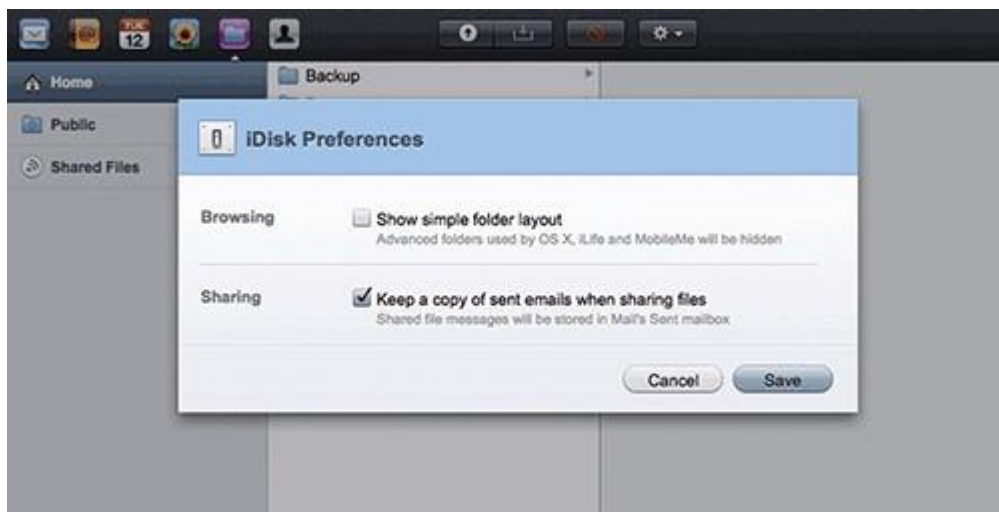 TUE
12
Home
Backup
Public
Shared Files
iDisk Preferences
Browsing
Show simple folder layout
Advanced folders used by OS X, iLife and MobileMe will be hidden
Sharing
Keep a copy of sent emails when sharing files
Shared file messages will be stored in Mail's Sent mailbox
Cancel
Save